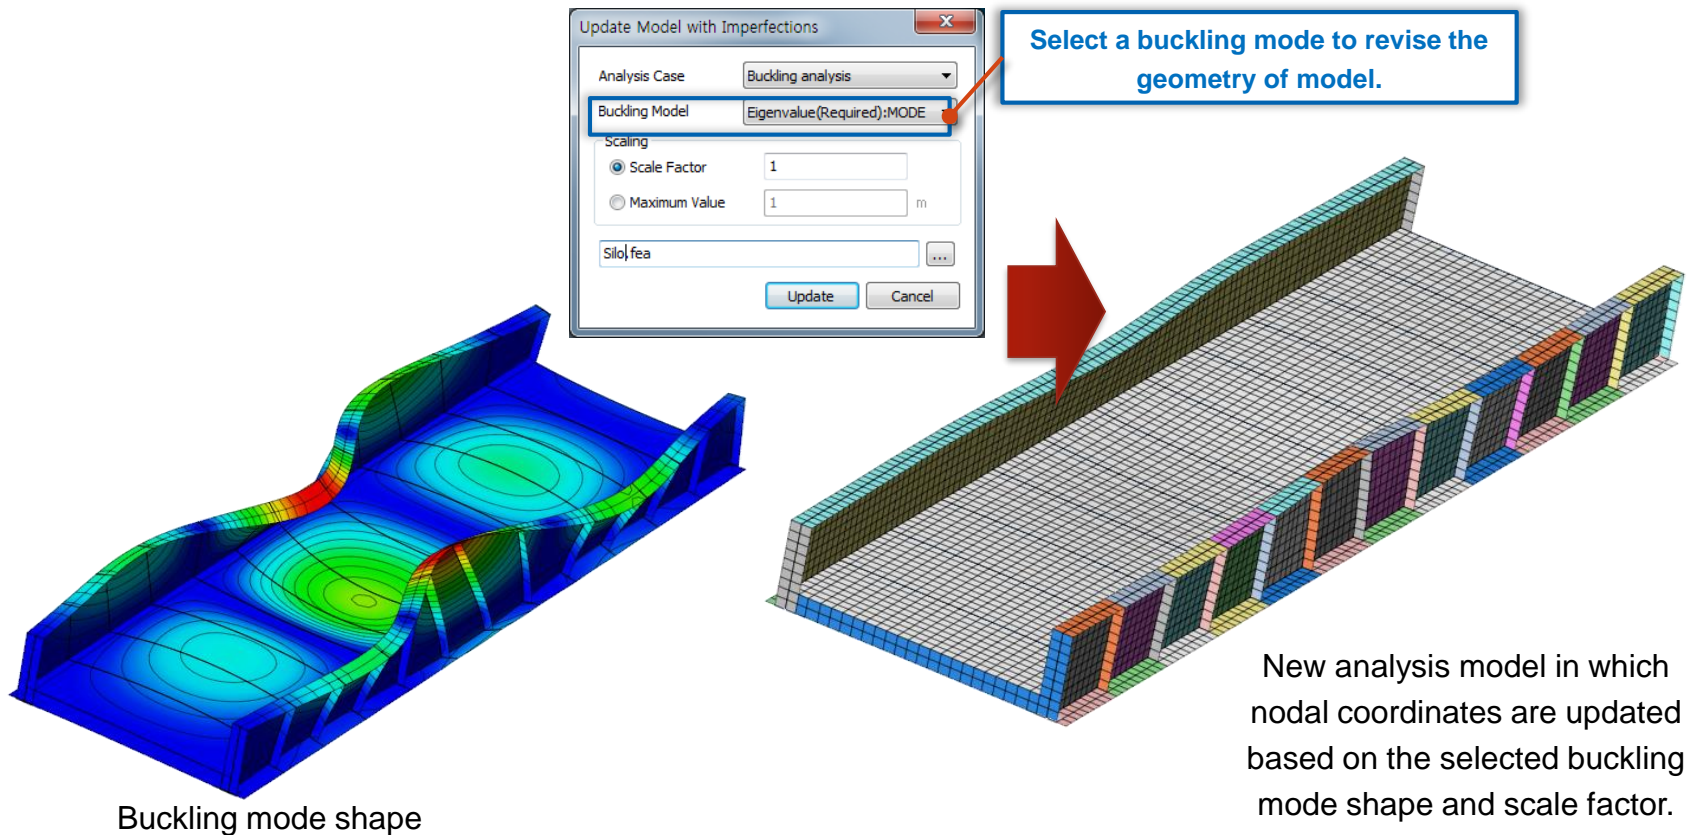 Update Model with Imperfections
x
Select a buckling mode to revise the
geometry of model.
Analysis Case Buckling analysis
Buckling Model Eigenvalue(Required):MODE
Scaling
Scale Factor 1
Maximum Value 1 m
Silo.fea ...
Update Cancel
Buckling mode shape
New analysis model in which
nodal coordinates are updated
based on the selected buckling
mode shape and scale factor.